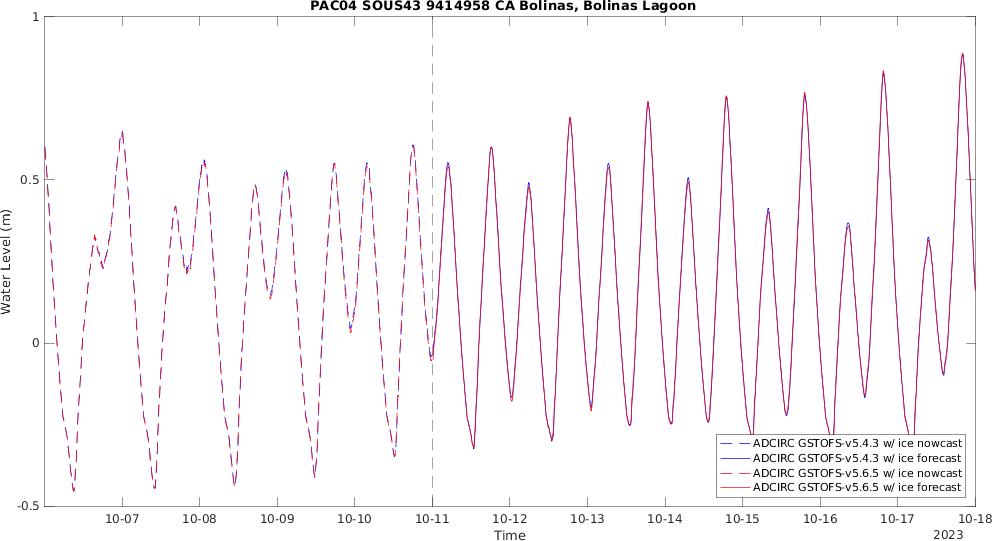 PAC04 SOUS43 9414958 CA Bolinas, Bolinas Lagoon
1
0.5
0
-0.5
Water Level (m)
ADCIRC GSTOFS-v5.4.3 w/ ice nowcast
ADCIRC GSTOFS-v5.4.3 w/ ice forecast
ADCIRC GSTOFS-v5.6.5 w/ ice nowcast
ADCIRC GSTOFS-v5.6.5 w/ ice forecast
10-07 10-08 10-09 10-10 10-11 10-12 10-13 10-14 10-15 10-16 10-17 10-18
Time
2023